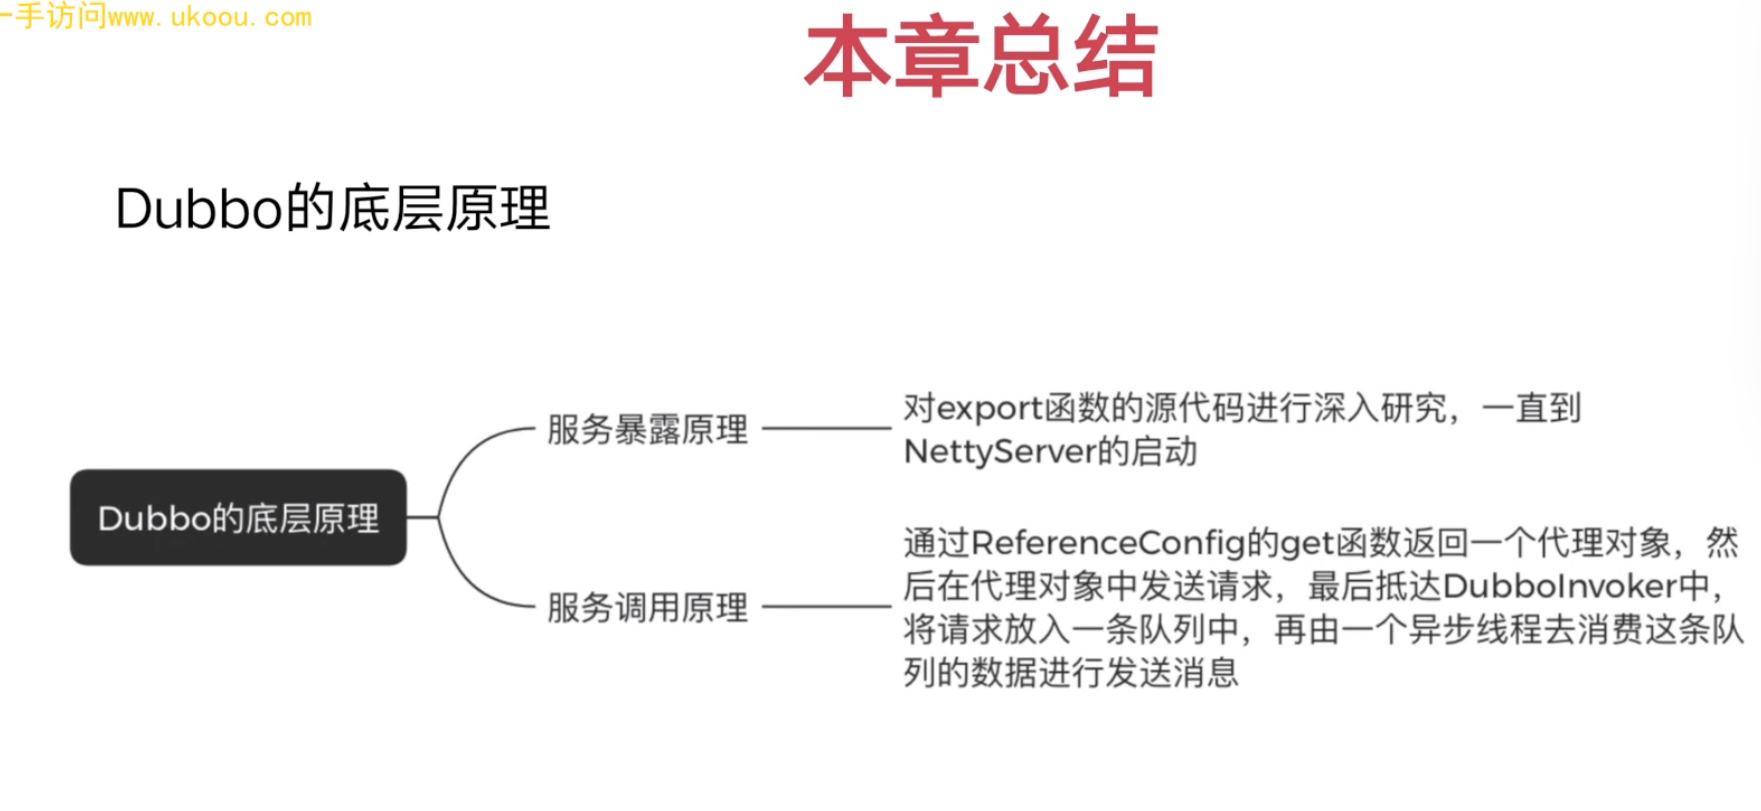 一手访问www.ukoou.com
本章总结
Dubbo的底层原理
Dubbo的底层原理
服务暴露原理
对export函数的源代码进行深入研究，一直到
NettyServer的启动
服务调用原理
通过ReferenceConfig的get函数返回一个代理对象，然
后在代理对象中发送请求，最后抵达DubboInvoker中，
将请求放入一条队列中，再由一个异步线程去消费这条队
列的数据进行发送消息